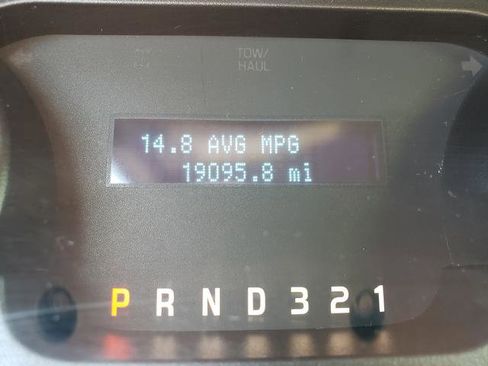 TOW/
HAUL
14.8 AVG MPG
19095.8 mi
P R N D 3 2 1